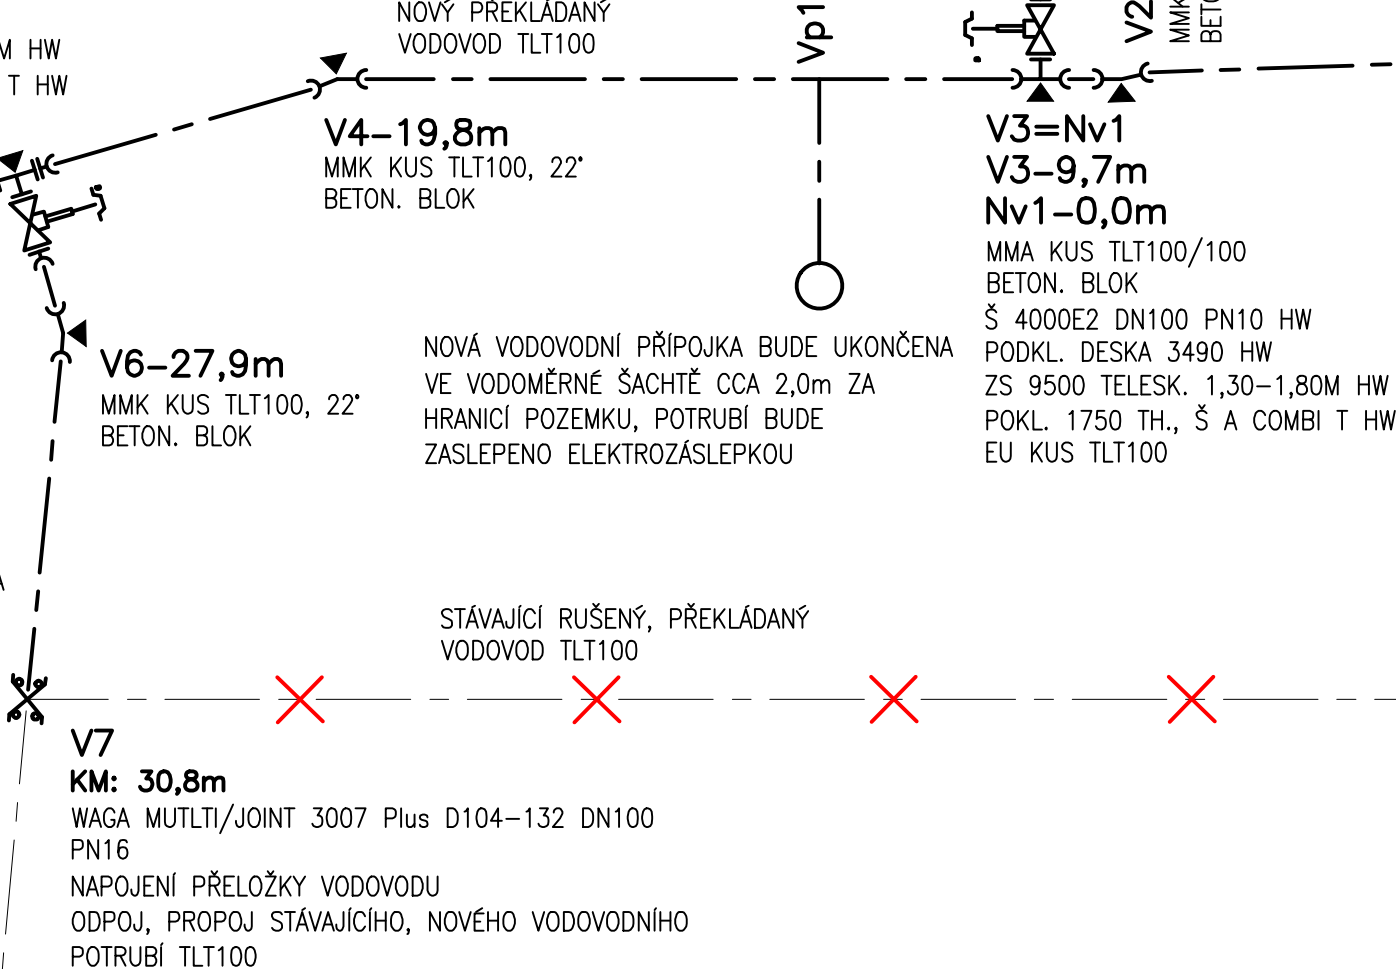 NOVÝ PŘEKLÁDANÝ
VODOVOD TLT100
M HW
T HW
Vp1
V2
MMK
BETO
V4-19,8m
MMK KUS TLT100, 22°
BETON. BLOK
V3=Nv1
V3-9,7m
Nv1-0,0m
MMA KUS TLT100/100
BETON. BLOK
Š 4000E2 DN100 PN10 HW
PODKL. DESKA 3490 HW
ZS 9500 TELESK. 1,30-1,80M HW
POKL. 1750 TH., Š A COMBI T HW
EU KUS TLT100
V6-27,9m
MMK KUS TLT100, 22°
BETON. BLOK
NOVÁ VODOVODNÍ PŘÍPOJKA BUDE UKONČENA
VE VODOMĚRNÉ ŠACHTĚ CCA 2,0m ZA
HRANICÍ POZEMKU, POTRUBÍ BUDE
ZASLEPENO ELEKTROZÁSLEPKOU
STÁVAJÍCÍ RUŠENÝ, PŘEKLÁDANÝ
VODOVOD TLT100
V7
KM: 30,8m
WAGA MUTLTI/JOINT 3007 Plus D104-132 DN100
PN16
NAPOJENÍ PŘELOŽKY VODOVODU
ODPOJ, PROPOJ STÁVAJÍCÍHO, NOVÉHO VODOVODNÍHO
POTRUBÍ TLT100